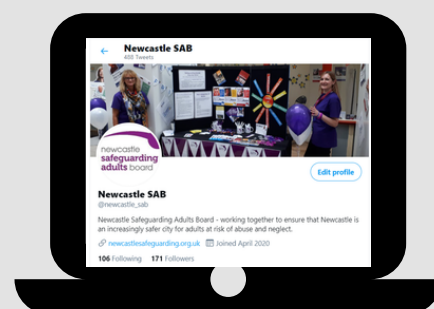 Newcastle SAB
400 Tweets
newcastle
safeguarding
adults board
Edit profile
Newcastle SAB
@newcastle_sab
Newcastle Safeguarding Adults Board - working together to ensure that Newcastle is
an increasingly safer city for adults at risk of abuse and neglect.
newcastlesafeguarding.org.uk Joined April 2020
106 Following 171 Followers